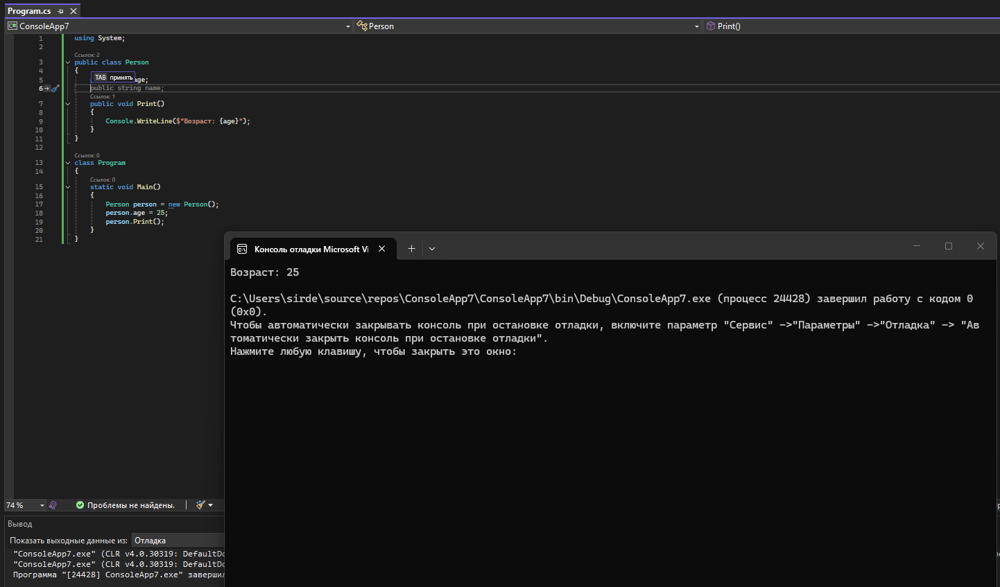 Program.cs
ConsoleApp7 Person Print()
1 using System;
2
Ссылок: 2
3 public class Person
4 {
TAB принять
5 age;
6 public string name;
Ссылок: 1
7 public void Print()
8 {
9 Console.WriteLine($"Возраст: {age}");
10 }
11 }
12
Ссылок: 0
13 class Program
14 {
Ссылок: 0
15 static void Main()
16 {
17 Person person = new Person();
18 person.age = 25;
19 person.Print();
20 }
21 }
Консоль отладки Microsoft Vi
Возраст: 25
C:\Users\sirde\source\repos\ConsoleApp7\ConsoleApp7\bin\Debug\ConsoleApp7.exe (процесс 24428) завершил работу с кодом 0
(0x0).
Чтобы автоматически закрывать консоль при остановке отладки, включите параметр "Сервис" ->"Параметры" ->"Отладка" -> "Ав
томатически закрыть консоль при остановке отладки".
Нажмите любую клавишу, чтобы закрыть это окно:
74 % Проблемы не найдены.
Вывод
Показать выходные данные из: Отладка
"ConsoleApp7.exe" (CLR v4.0.30319: DefaultDo
"ConsoleApp7.exe" (CLR v4.0.30319: DefaultDo
Программа "[24428] ConsoleApp7.exe" завершил